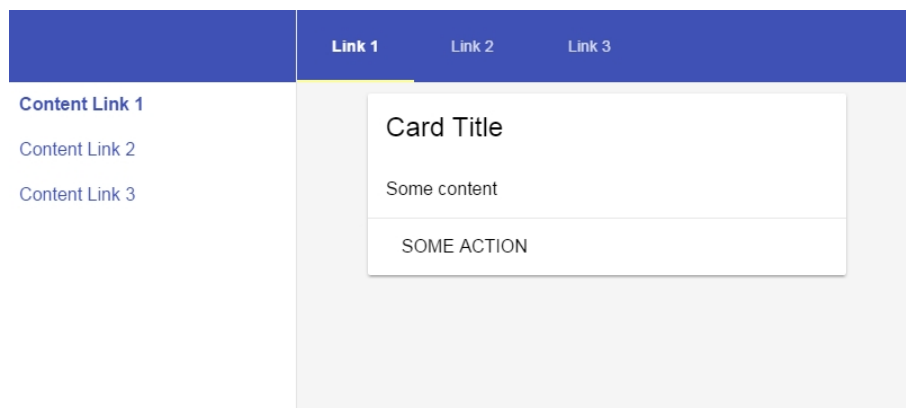 Link 1 Link 2 Link 3
Content Link 1
Content Link 2
Content Link 3
Card Title
Some content
SOME ACTION